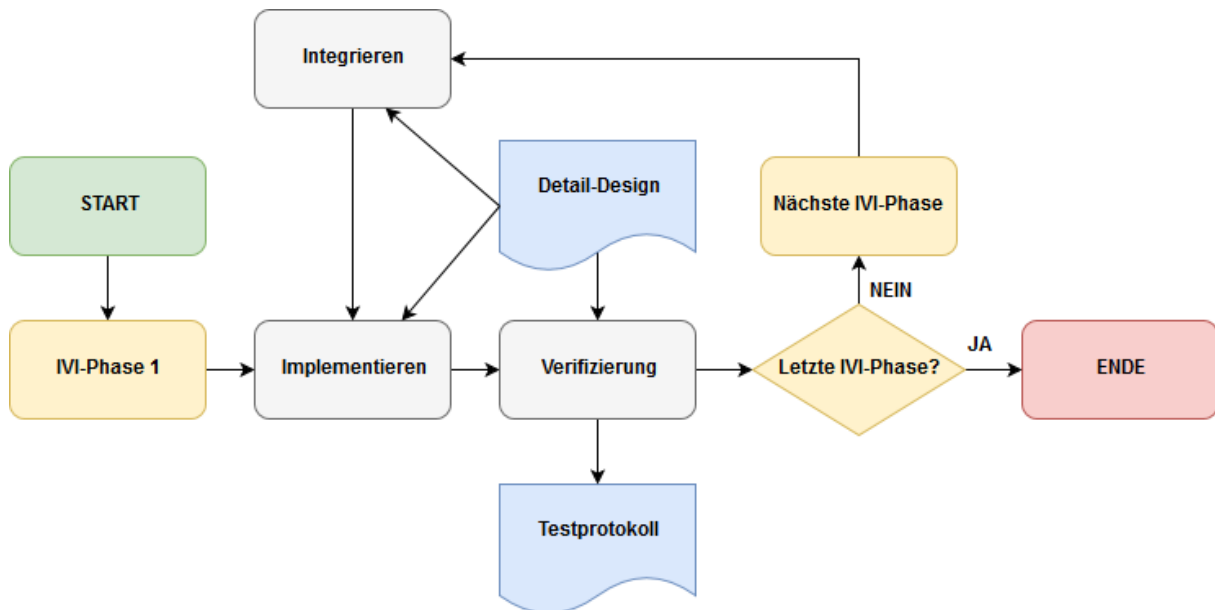 Integrieren
START
Detail-Design
Nächste IVI-Phase
NEIN
IVI-Phase 1
Implementieren
Verifizierung
Letzte IVI-Phase?
JA
ENDE
Testprotokoll